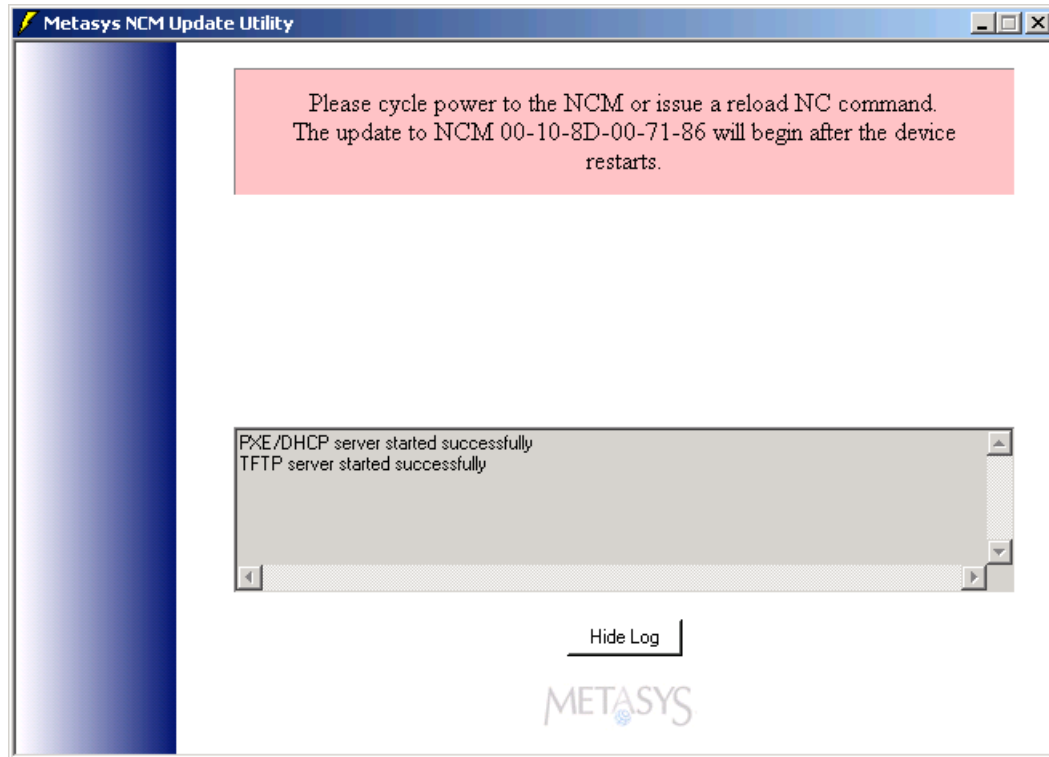 Metasys NCM Update Utility
Please cycle power to the NCM or issue a reload NC command.
The update to NCM 00-10-8D-00-71-86 will begin after the device
restarts.
PXE/DHCP server started successfully
TFTP server started successfully
Hide Log
METASYS